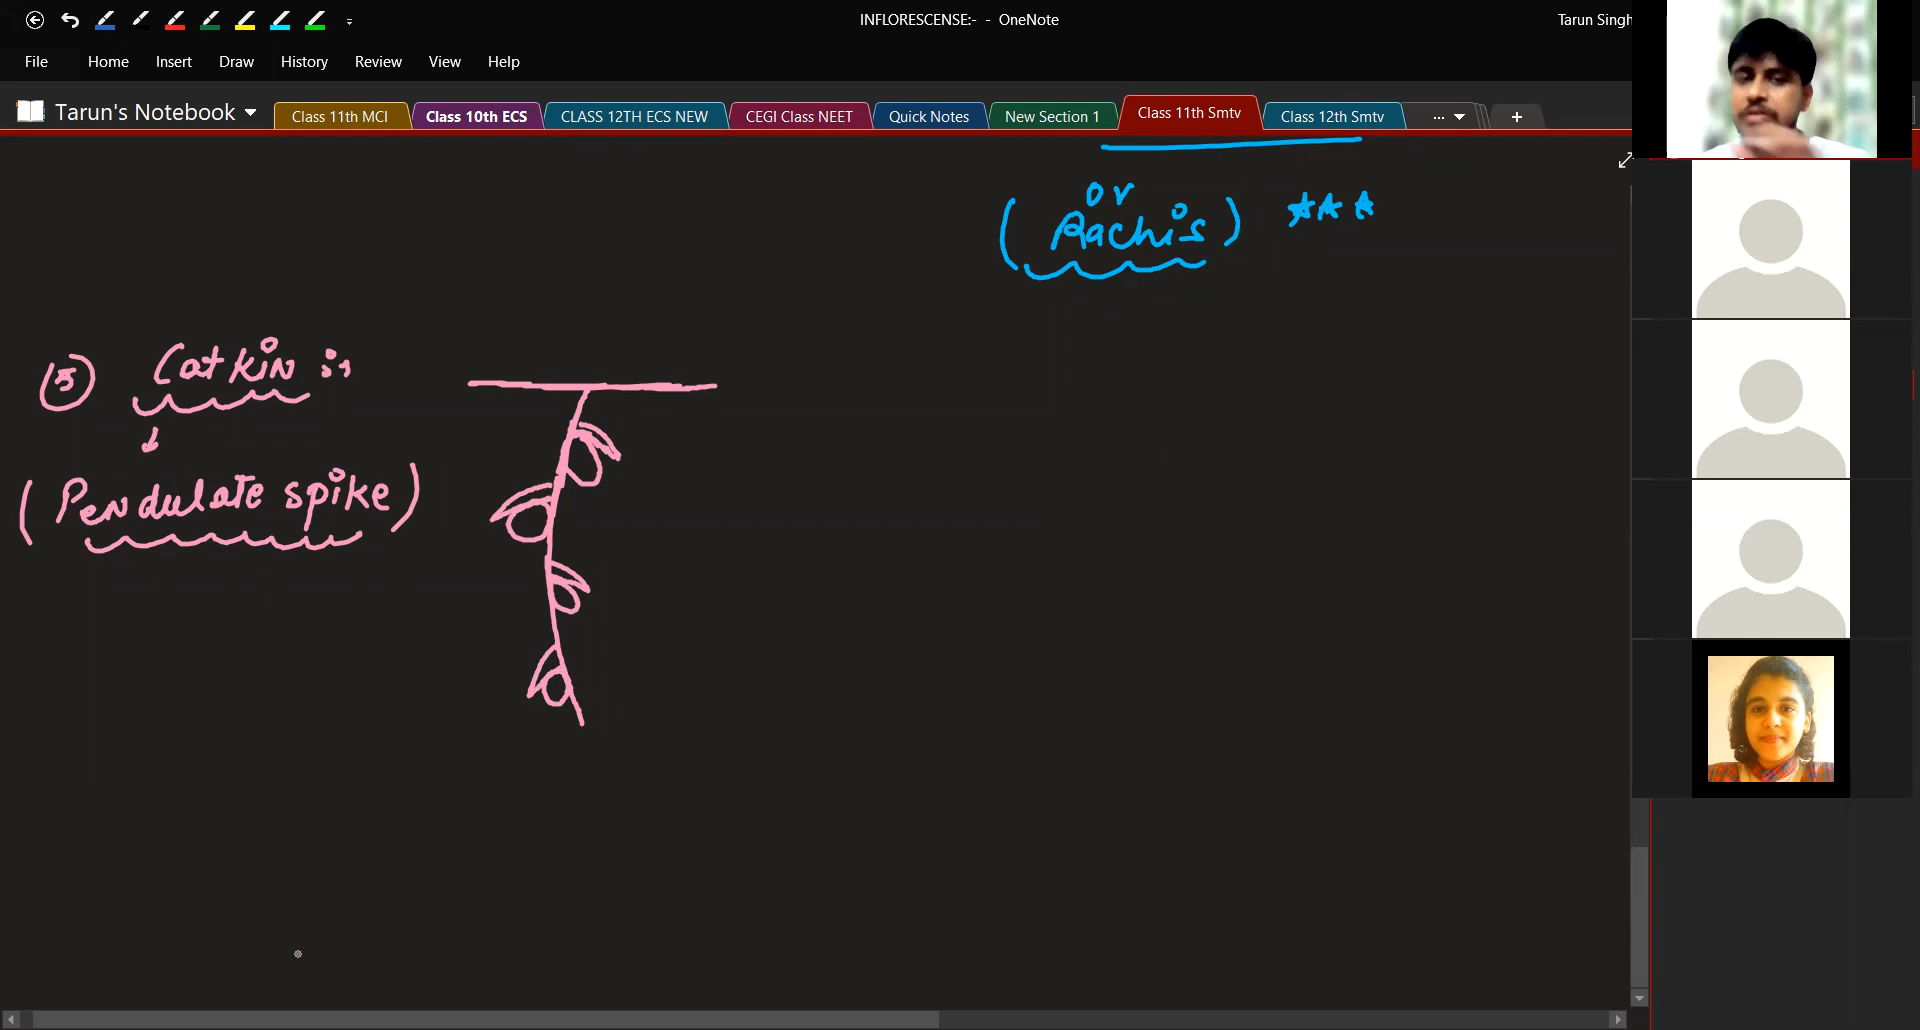 INFLORESCENSE:- - OneNote
Tarun Singh
File Home Insert Draw History Review View Help
Tarun's Notebook
Class 11th MCI Class 10th ECS CLASS 12TH ECS NEW CEGI Class NEET Quick Notes New Section 1 Class 11th Smtv Class 12th Smtv ... +
or
(Rachis) ***
(5) Catkin :-
(Pendulate spike)